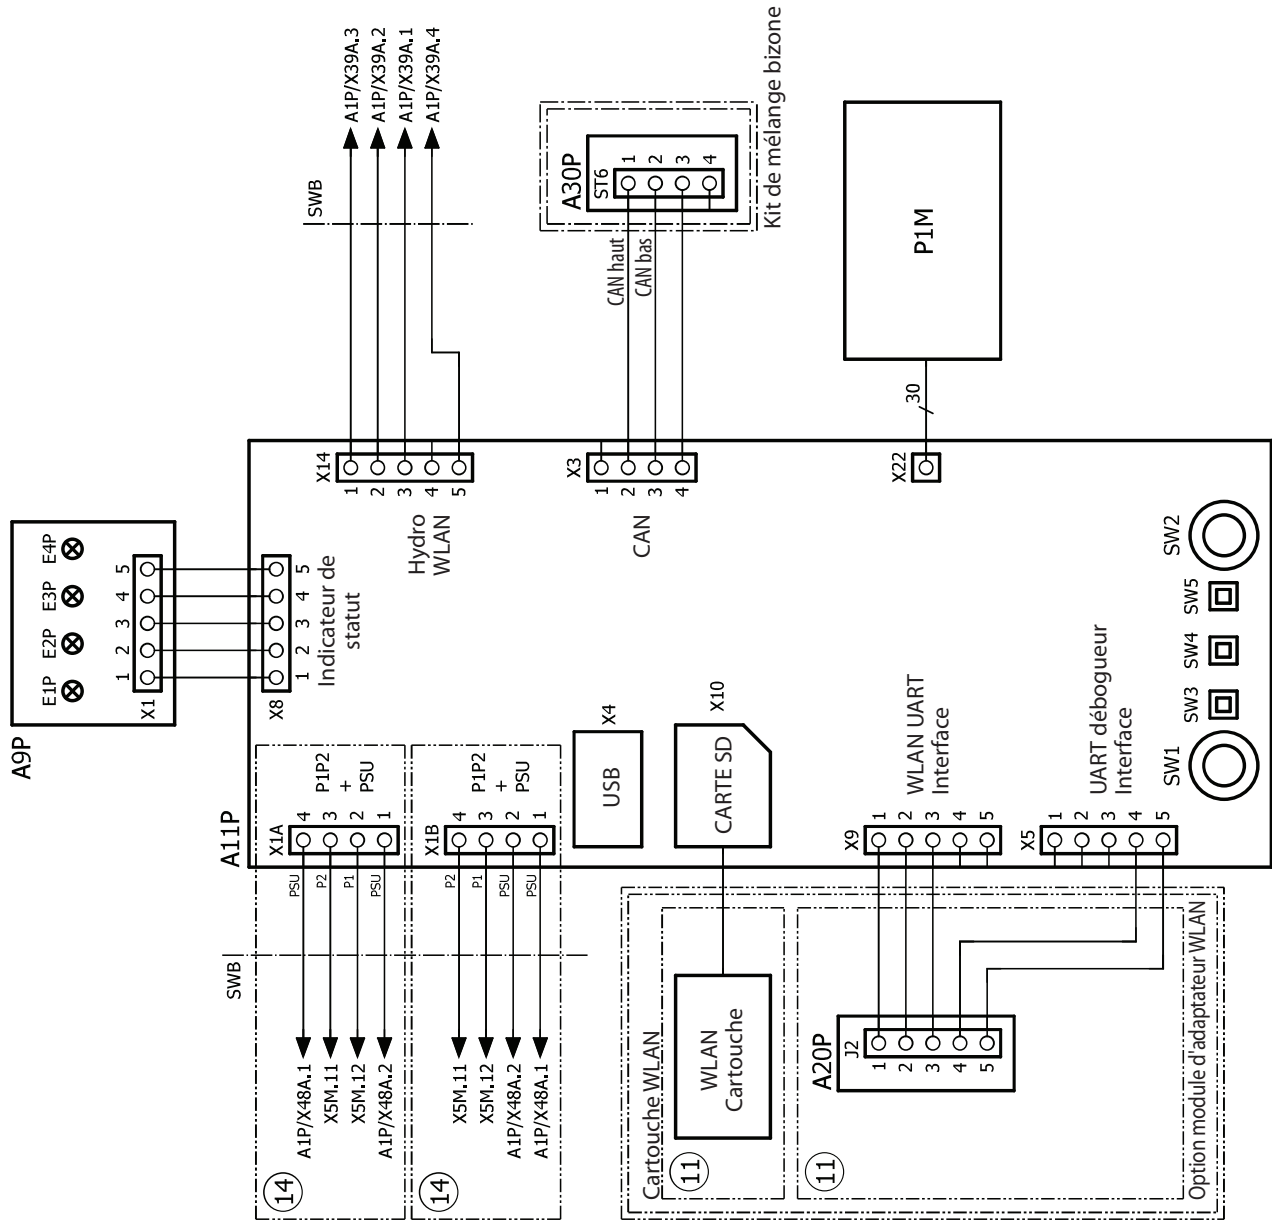 A9P
E1P
E2P
E3P
E4P
X1
1
2
3
4
5
A11P
X8
1
2
3
4
5
Indicateur de
statut
SWB
A1P/X39A.3
A1P/X39A.2
A1P/X39A.1
A1P/X39A.4
X14
1
2
3
4
5
Hydro
WLAN
A30P
ST6
1
2
3
4
Kit de mélange bizone
CAN haut
CAN bas
X3
1
2
3
4
CAN
P1M
30
X22
SWB
14
A1P/X48A.1
X5M.11
X5M.12
A1P/X48A.2
PSU
P2
P1
PSU
X1A
4
3
2
1
P1P2
+
PSU
14
X5M.11
X5M.12
A1P/X48A.2
A1P/X48A.1
P2
P1
PSU
PSU
X1B
4
3
2
1
P1P2
+
PSU
USB
X4
CARTE SD
X10
Cartouche WLAN
11
WLAN
Cartouche
11
A20P
J2
1
2
3
4
5
Option module d'adaptateur WLAN
X9
1
2
3
4
5
WLAN UART
Interface
X5
1
2
3
4
5
UART débogueur
Interface
SW1
SW3
SW4
SW5
SW2